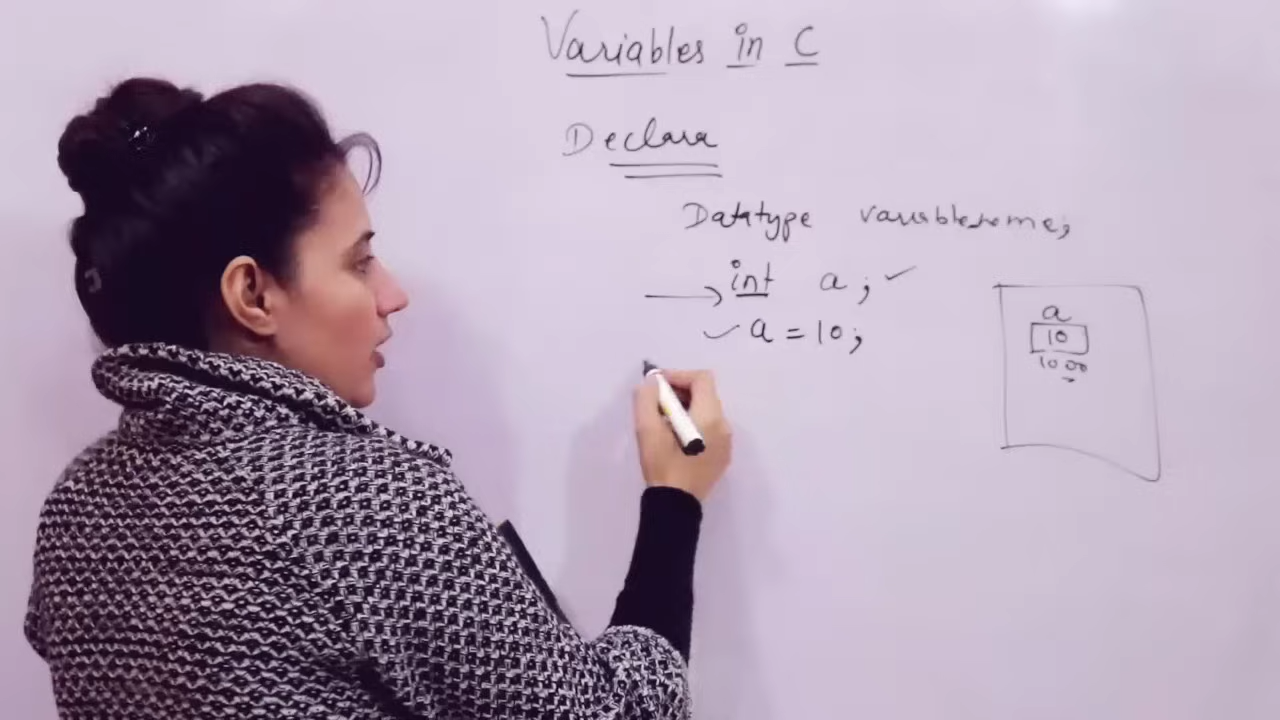 Variables in C
Declara
Datatype variablename;
int a;
a = 10;
a
10
1000